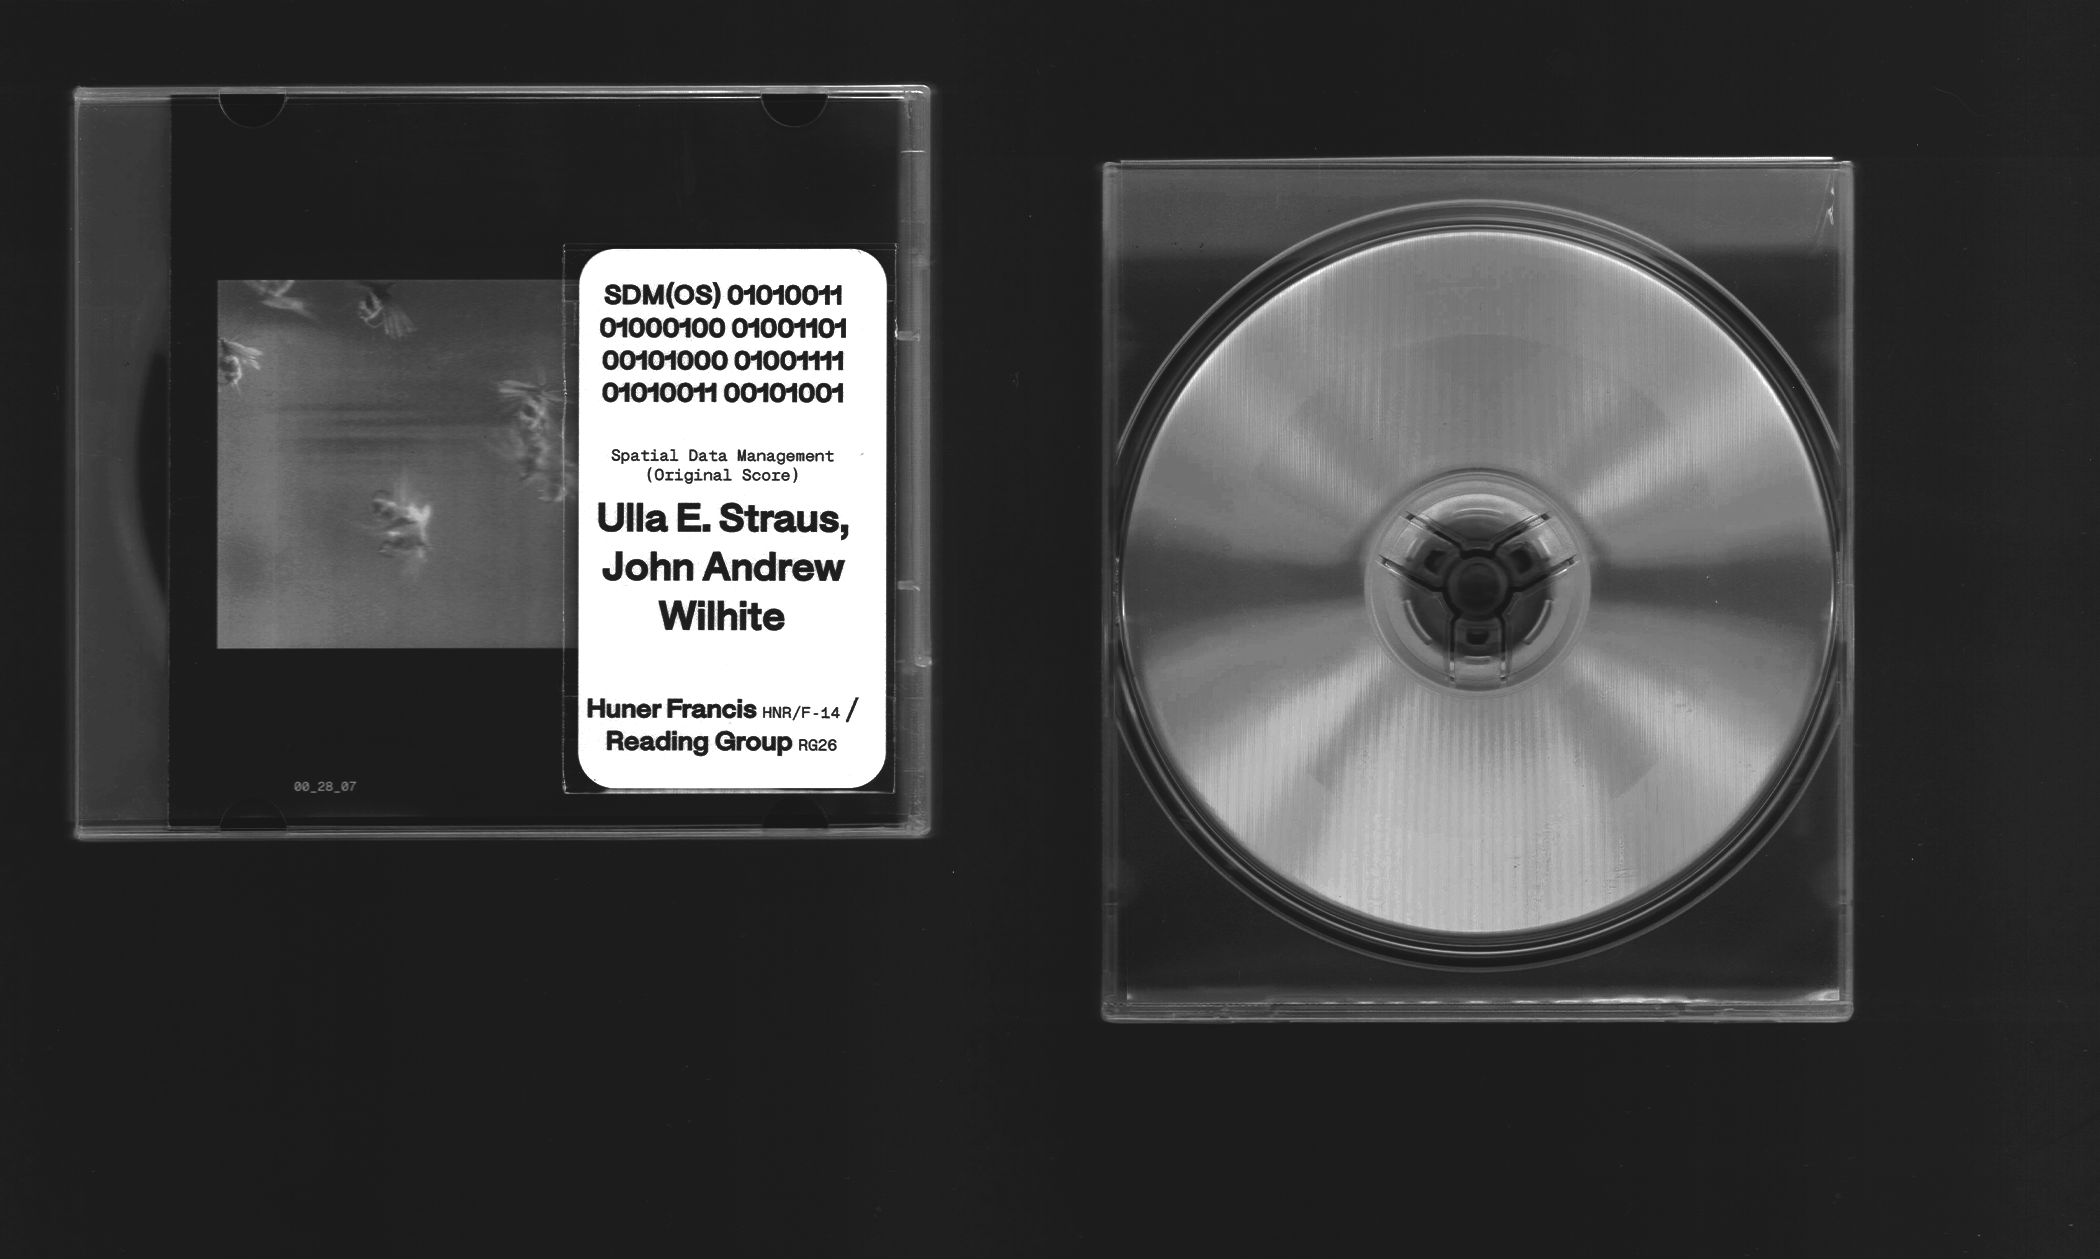 SDM(OS) 01010011
01000100 01001101
00101000 01001111
01010011 00101001
Spatial Data Management
(Original Score)
Ulla E. Straus,
John Andrew
Wilhite
Huner Francis HNR/F-14 /
Reading Group RG26
00_28_07